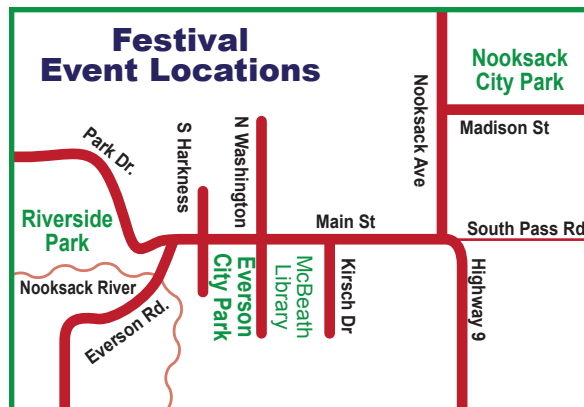 Festival
Event Locations
Nooksack
City Park
Nooksack Ave
Madison St
Park Dr.
S Harkness
N Washington
Main St
South Pass Rd
Riverside
Park
Nooksack River
Everson Rd.
Everson
City Park
McBeath
Library
Kirsch Dr
Highway 9